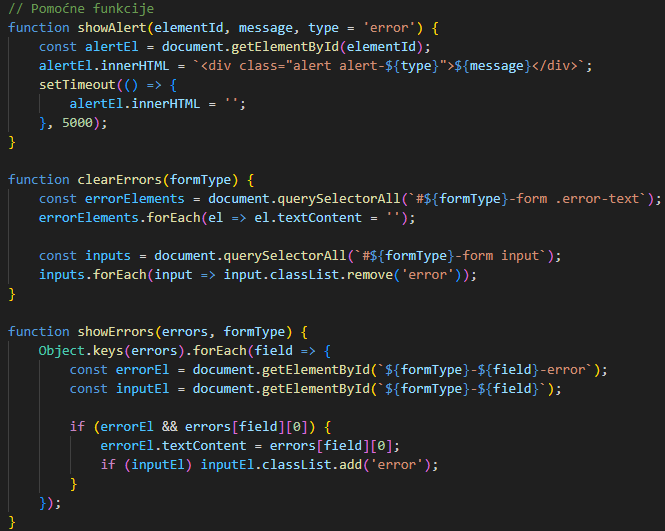 // Pomoćne funkcije
function showAlert(elementId, message, type = 'error') {
    const alertEl = document.getElementById(elementId);
    alertEl.innerHTML = `<div class="alert alert-${type}">${message}</div>`;
    setTimeout(() => {
        alertEl.innerHTML = '';
    }, 5000);
}

function clearErrors(formType) {
    const errorElements = document.querySelectorAll(`#${formType}-form .error-text`);
    errorElements.forEach(el => el.textContent = '');

    const inputs = document.querySelectorAll(`#${formType}-form input`);
    inputs.forEach(input => input.classList.remove('error'));
}

function showErrors(errors, formType) {
    Object.keys(errors).forEach(field => {
        const errorEl = document.getElementById(`${formType}-${field}-error`);
        const inputEl = document.getElementById(`${formType}-${field}`);

        if (errorEl && errors[field][0]) {
            errorEl.textContent = errors[field][0];
            if (inputEl) inputEl.classList.add('error');
        }
    });
}